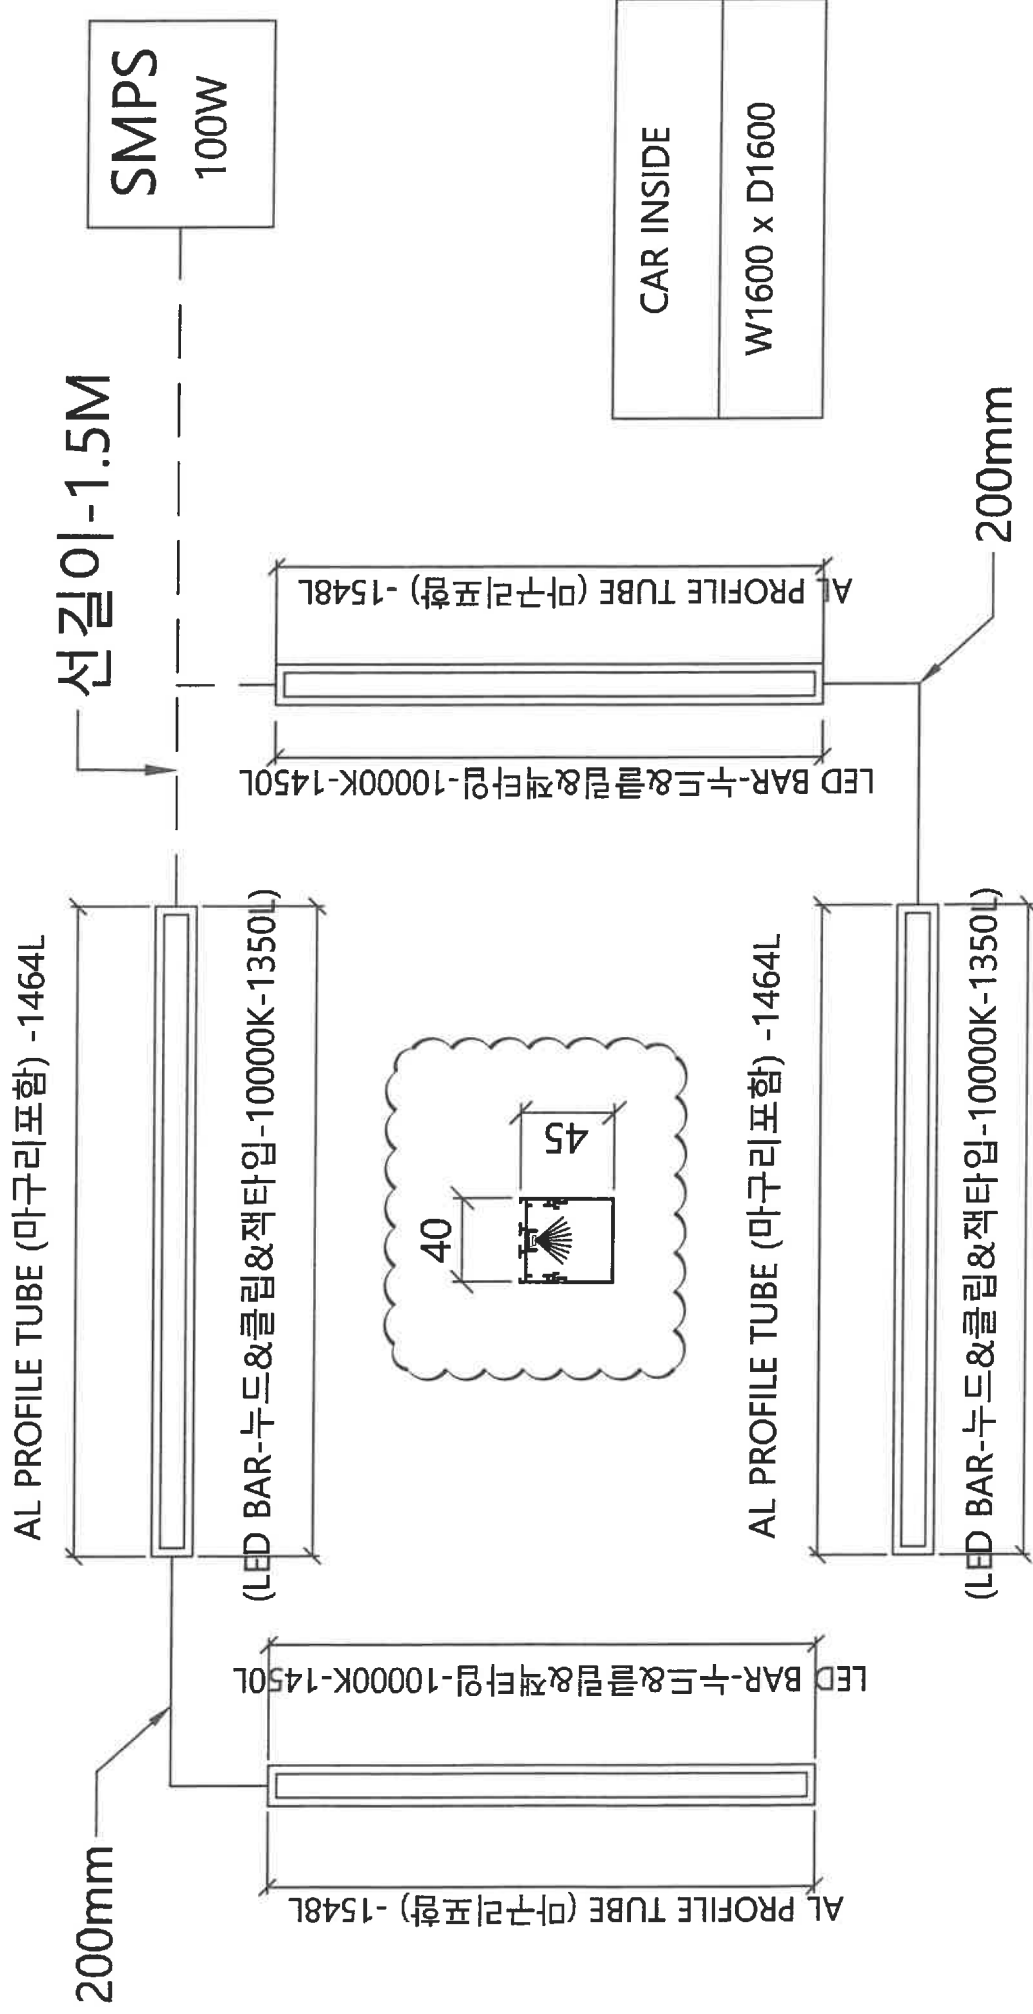 SMPS
100W
선길이-1.5M
CAR INSIDE
W1600 x D1600
AL PROFILE TUBE (마구리포함) -1464L
(LED BAR-누드&클립&잭타입-10000K-1350L)
AL PROFILE TUBE (마구리포함) -1548L
LED BAR-누드&클립&잭타입-10000K-1450L
200mm
40
45
200mm
LED BAR-누드&클립&잭타입-10000K-1450L
AL PROFILE TUBE (마구리포함) -1548L
AL PROFILE TUBE (마구리포함) -1464L
(LED BAR-누드&클립&잭타입-10000K-1350L)